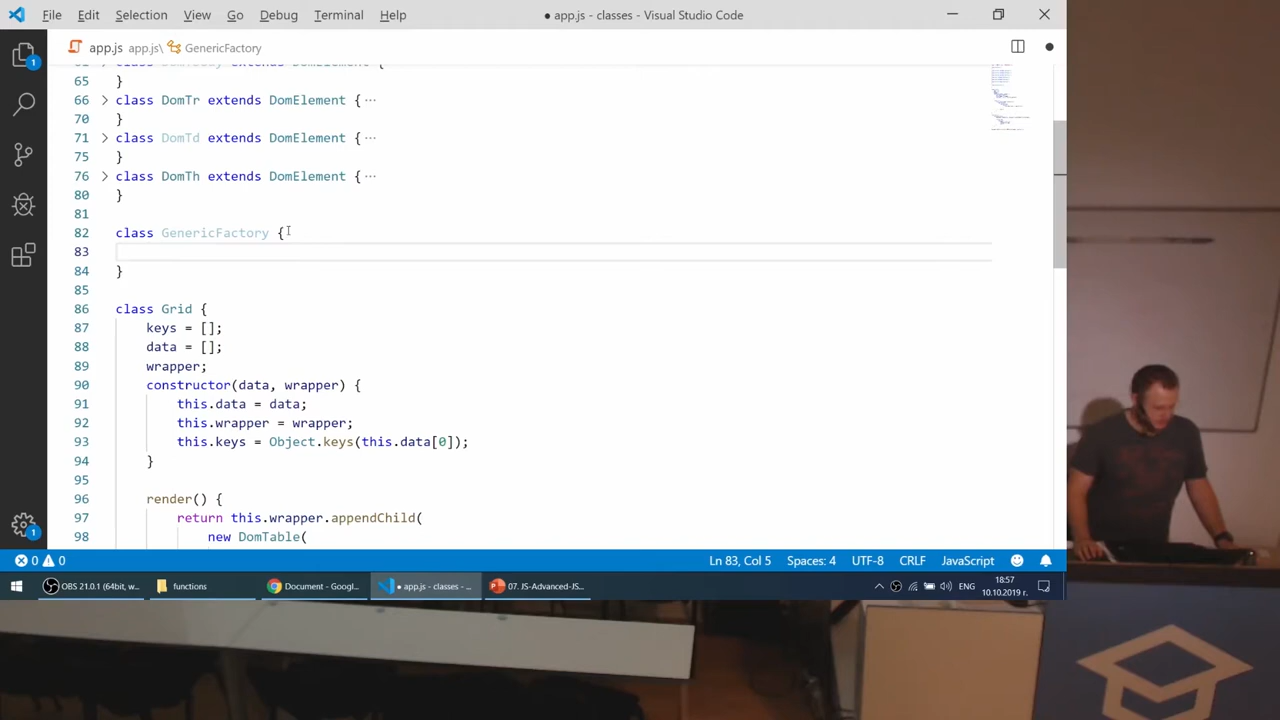 File Edit Selection View Go Debug Terminal Help
● app.js - classes - Visual Studio Code
app.js app.js\ GenericFactory
65 }
66 > class DomTr extends DomElement {···
70 }
71 > class DomTd extends DomElement {···
75 }
76 > class DomTh extends DomElement {···
80 }
81
82 class GenericFactory {
83
84 }
85
86 class Grid {
87 keys = [];
88 data = [];
89 wrapper;
90 constructor(data, wrapper) {
91 this.data = data;
92 this.wrapper = wrapper;
93 this.keys = Object.keys(this.data[0]);
94 }
95
96 render() {
97 return this.wrapper.appendChild(
98 new DomTable(
1
1
0 0 Ln 83, Col 5 Spaces: 4 UTF-8 CRLF JavaScript
OBS 21.0.1 (64bit, w... functions Document - Googl... ● app.js - classes - ... 07. JS-Advanced-JS... ENG 18:57
10.10.2019 г.